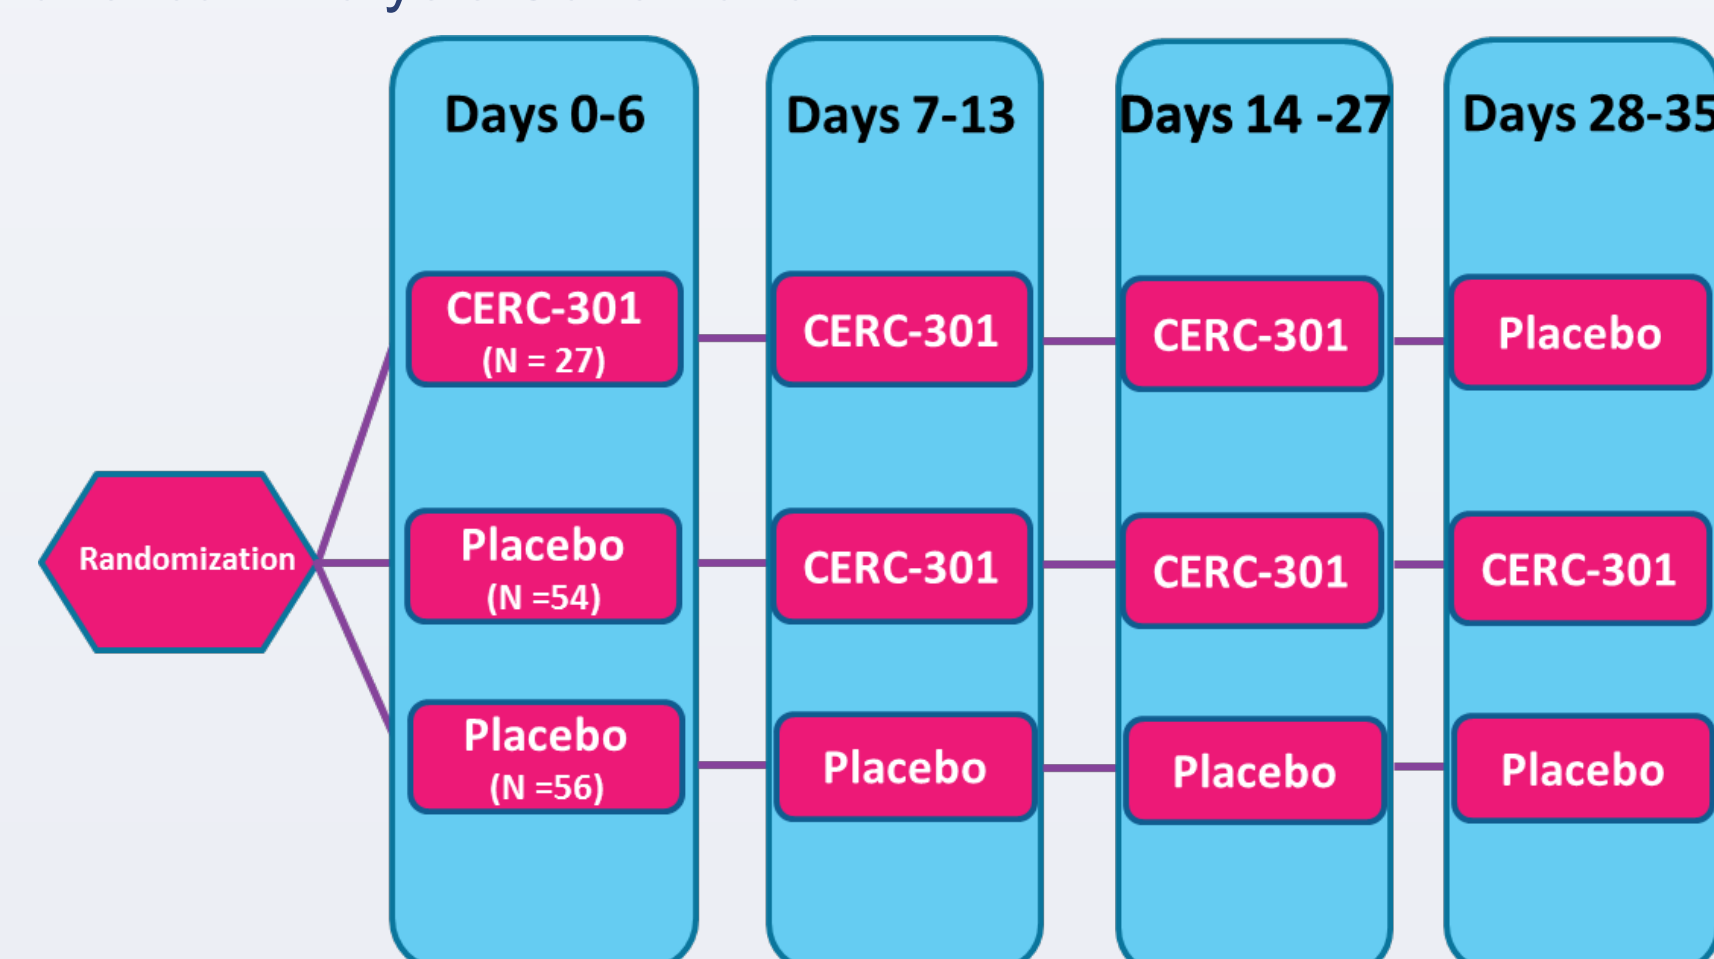 Days 0-6
Days 7-13
Days 14 -27
Days 28-35
CERC-301
(N = 27)
CERC-301
CERC-301
Placebo
Randomization
Placebo
(N =54)
CERC-301
CERC-301
CERC-301
Placebo
(N =56)
Placebo
Placebo
Placebo